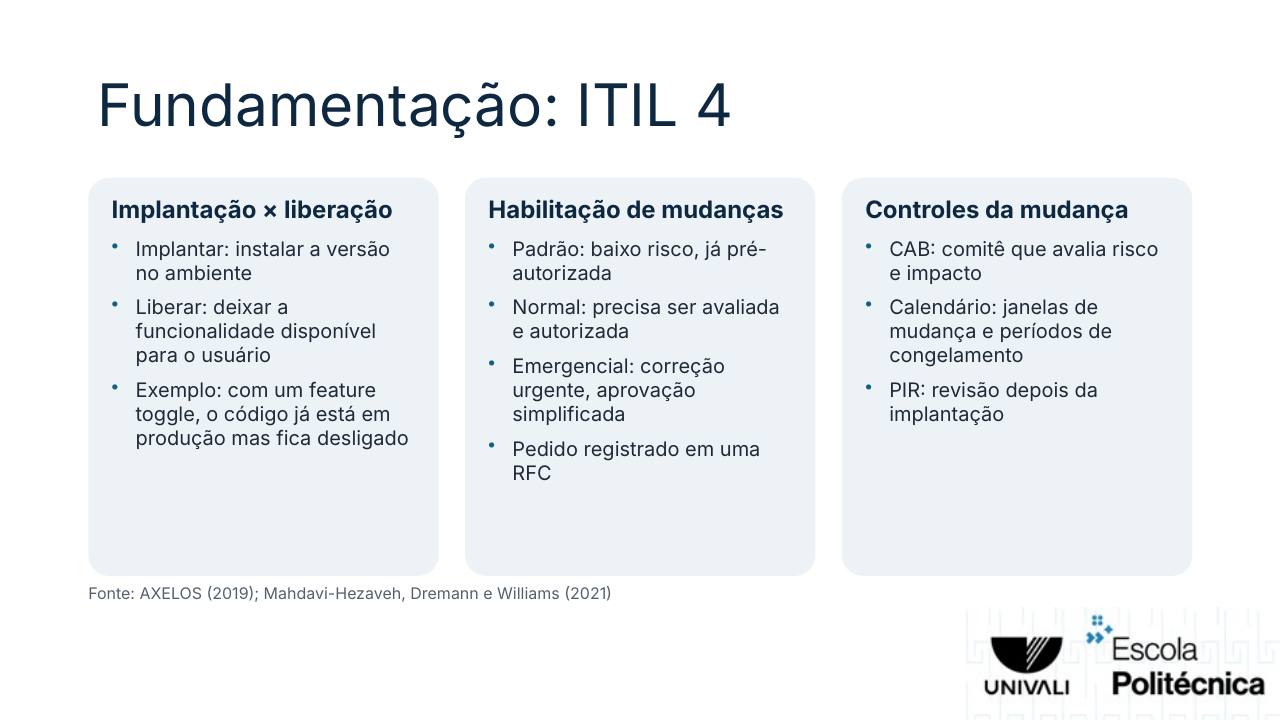 Fundamentação: ITIL 4
Implantação × liberação
• Implantar: instalar a versão
no ambiente
• Liberar: deixar a
funcionalidade disponível
para o usuário
• Exemplo: com um feature
toggle, o código já está em
produção mas fica desligado
Habilitação de mudanças
• Padrão: baixo risco, já pré-
autorizada
• Normal: precisa ser avaliada
e autorizada
• Emergencial: correção
urgente, aprovação
simplificada
• Pedido registrado em uma
RFC
Controles da mudança
• CAB: comitê que avalia risco
e impacto
• Calendário: janelas de
mudança e períodos de
congelamento
• PIR: revisão depois da
implantação
Fonte: AXELOS (2019); Mahdavi-Hezaveh, Dremann e Williams (2021)
UNIVALI
Escola
Politécnica